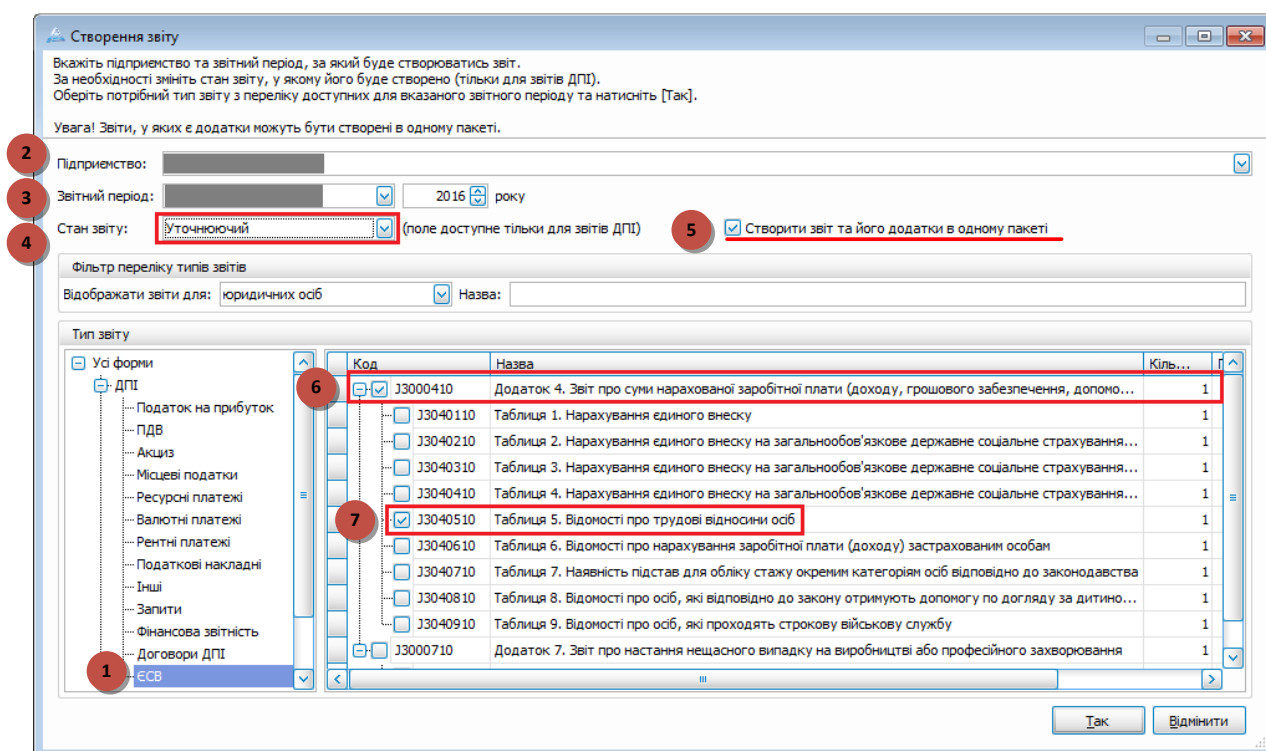 Створення звіту
Вкажіть підприємство та звітний період, за який буде створюватись звіт.
За необхідності змініть стан звіту, у якому його буде створено (тільки для звітів ДПІ).
Оберіть потрібний тип звіту з переліку доступних для вказаного звітного періоду та натисніть [Так].
Увага! Звіти, у яких є додатки можуть бути створені в одному пакеті.
2 Підприємство:
3 Звітний період: 2016 року
4 Стан звіту: Уточнюючий (поле доступне тільки для звітів ДПІ) 5 Створити звіт та його додатки в одному пакеті
Фільтр переліку типів звітів
Відображати звіти для: юридичних осіб Назва:
Тип звіту
Усі форми
ДПІ
Податок на прибуток
ПДВ
Акциз
Місцеві податки
Ресурсні платежі
Валютні платежі
Рентні платежі
Податкові накладні
Інші
Запити
Фінансова звітність
Договори ДПІ
1 ЄСВ
Код Назва Кіль...
6 J3000410 Додаток 4. Звіт про суми нарахованої заробітної плати (доходу, грошового забезпечення, допомо... 1
J3040110 Таблиця 1. Нарахування єдиного внеску 1
J3040210 Таблиця 2. Нарахування єдиного внеску на загальнообов'язкове державне соціальне страхування... 1
J3040310 Таблиця 3. Нарахування єдиного внеску на загальнообов'язкове державне соціальне страхування... 1
J3040410 Таблиця 4. Нарахування єдиного внеску на загальнообов'язкове державне соціальне страхування... 1
7 J3040510 Таблиця 5. Відомості про трудові відносини осіб 1
J3040610 Таблиця 6. Відомості про нарахування заробітної плати (доходу) застрахованим особам 1
J3040710 Таблиця 7. Наявність підстав для обліку стажу окремим категоріям осіб відповідно до законодавства 1
J3040810 Таблиця 8. Відомості про осіб, які відповідно до закону отримують допомогу по догляду за дитино... 1
J3040910 Таблиця 9. Відомості про осіб, які проходять строкову військову службу 1
J3000710 Додаток 7. Звіт про настання нещасного випадку на виробництві або професійного захворювання 1
Так Відмінити